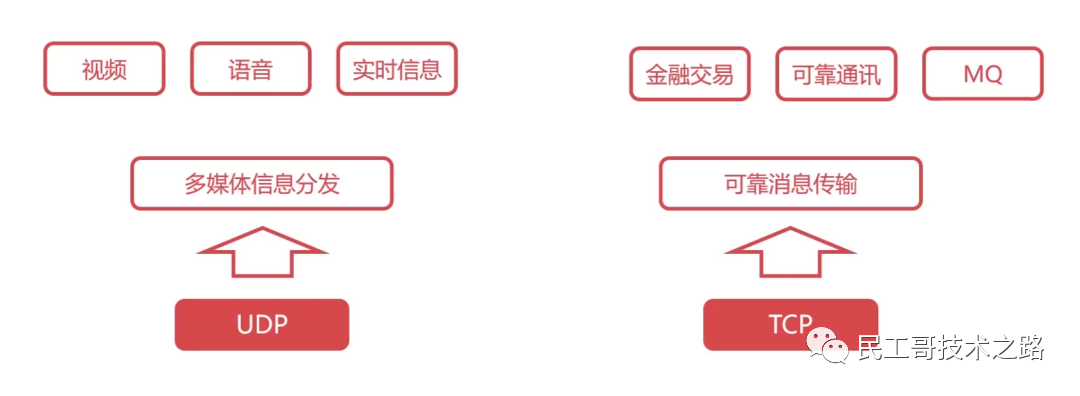 视频
语音
实时信息
金融交易
可靠通讯
MQ
多媒体信息分发
可靠消息传输
UDP
TCP
民工哥技术之路